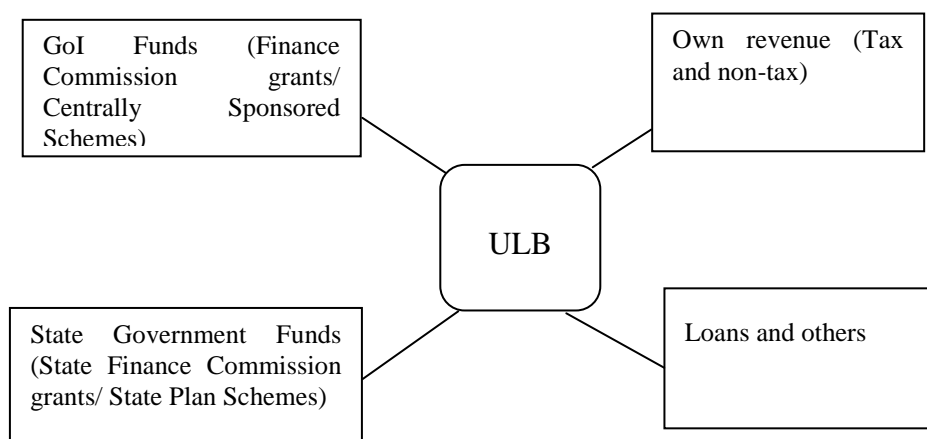 GoI Funds (Finance
Commission grants/
Centrally Sponsored
Schemes)
Own revenue (Tax
and non-tax)
ULB
State Government Funds
(State Finance Commission
grants/ State Plan Schemes)
Loans and others